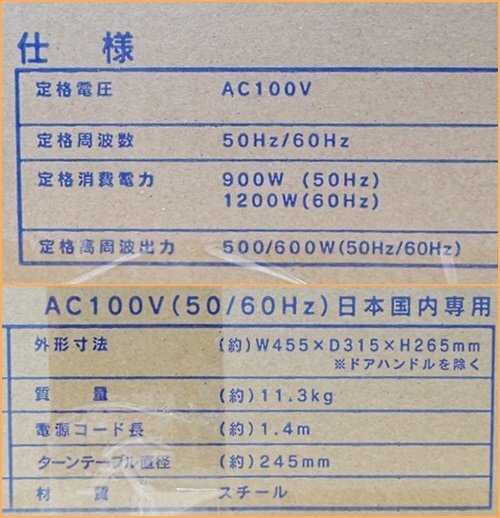 仕 様
定格電圧 AC100V
定格周波数 50Hz/60Hz
定格消費電力 900W (50Hz)
1200W(60Hz)
定格高周波出力 500/600W(50Hz/60Hz)
AC100V(50/60Hz)日本国内専用
外形寸法 (約)W455×D315×H265mm
※ドアハンドルを除く
質 量 (約)11.3kg
電源コード長 (約)1.4m
ターンテーブル直径 (約)245mm
材 質 スチール